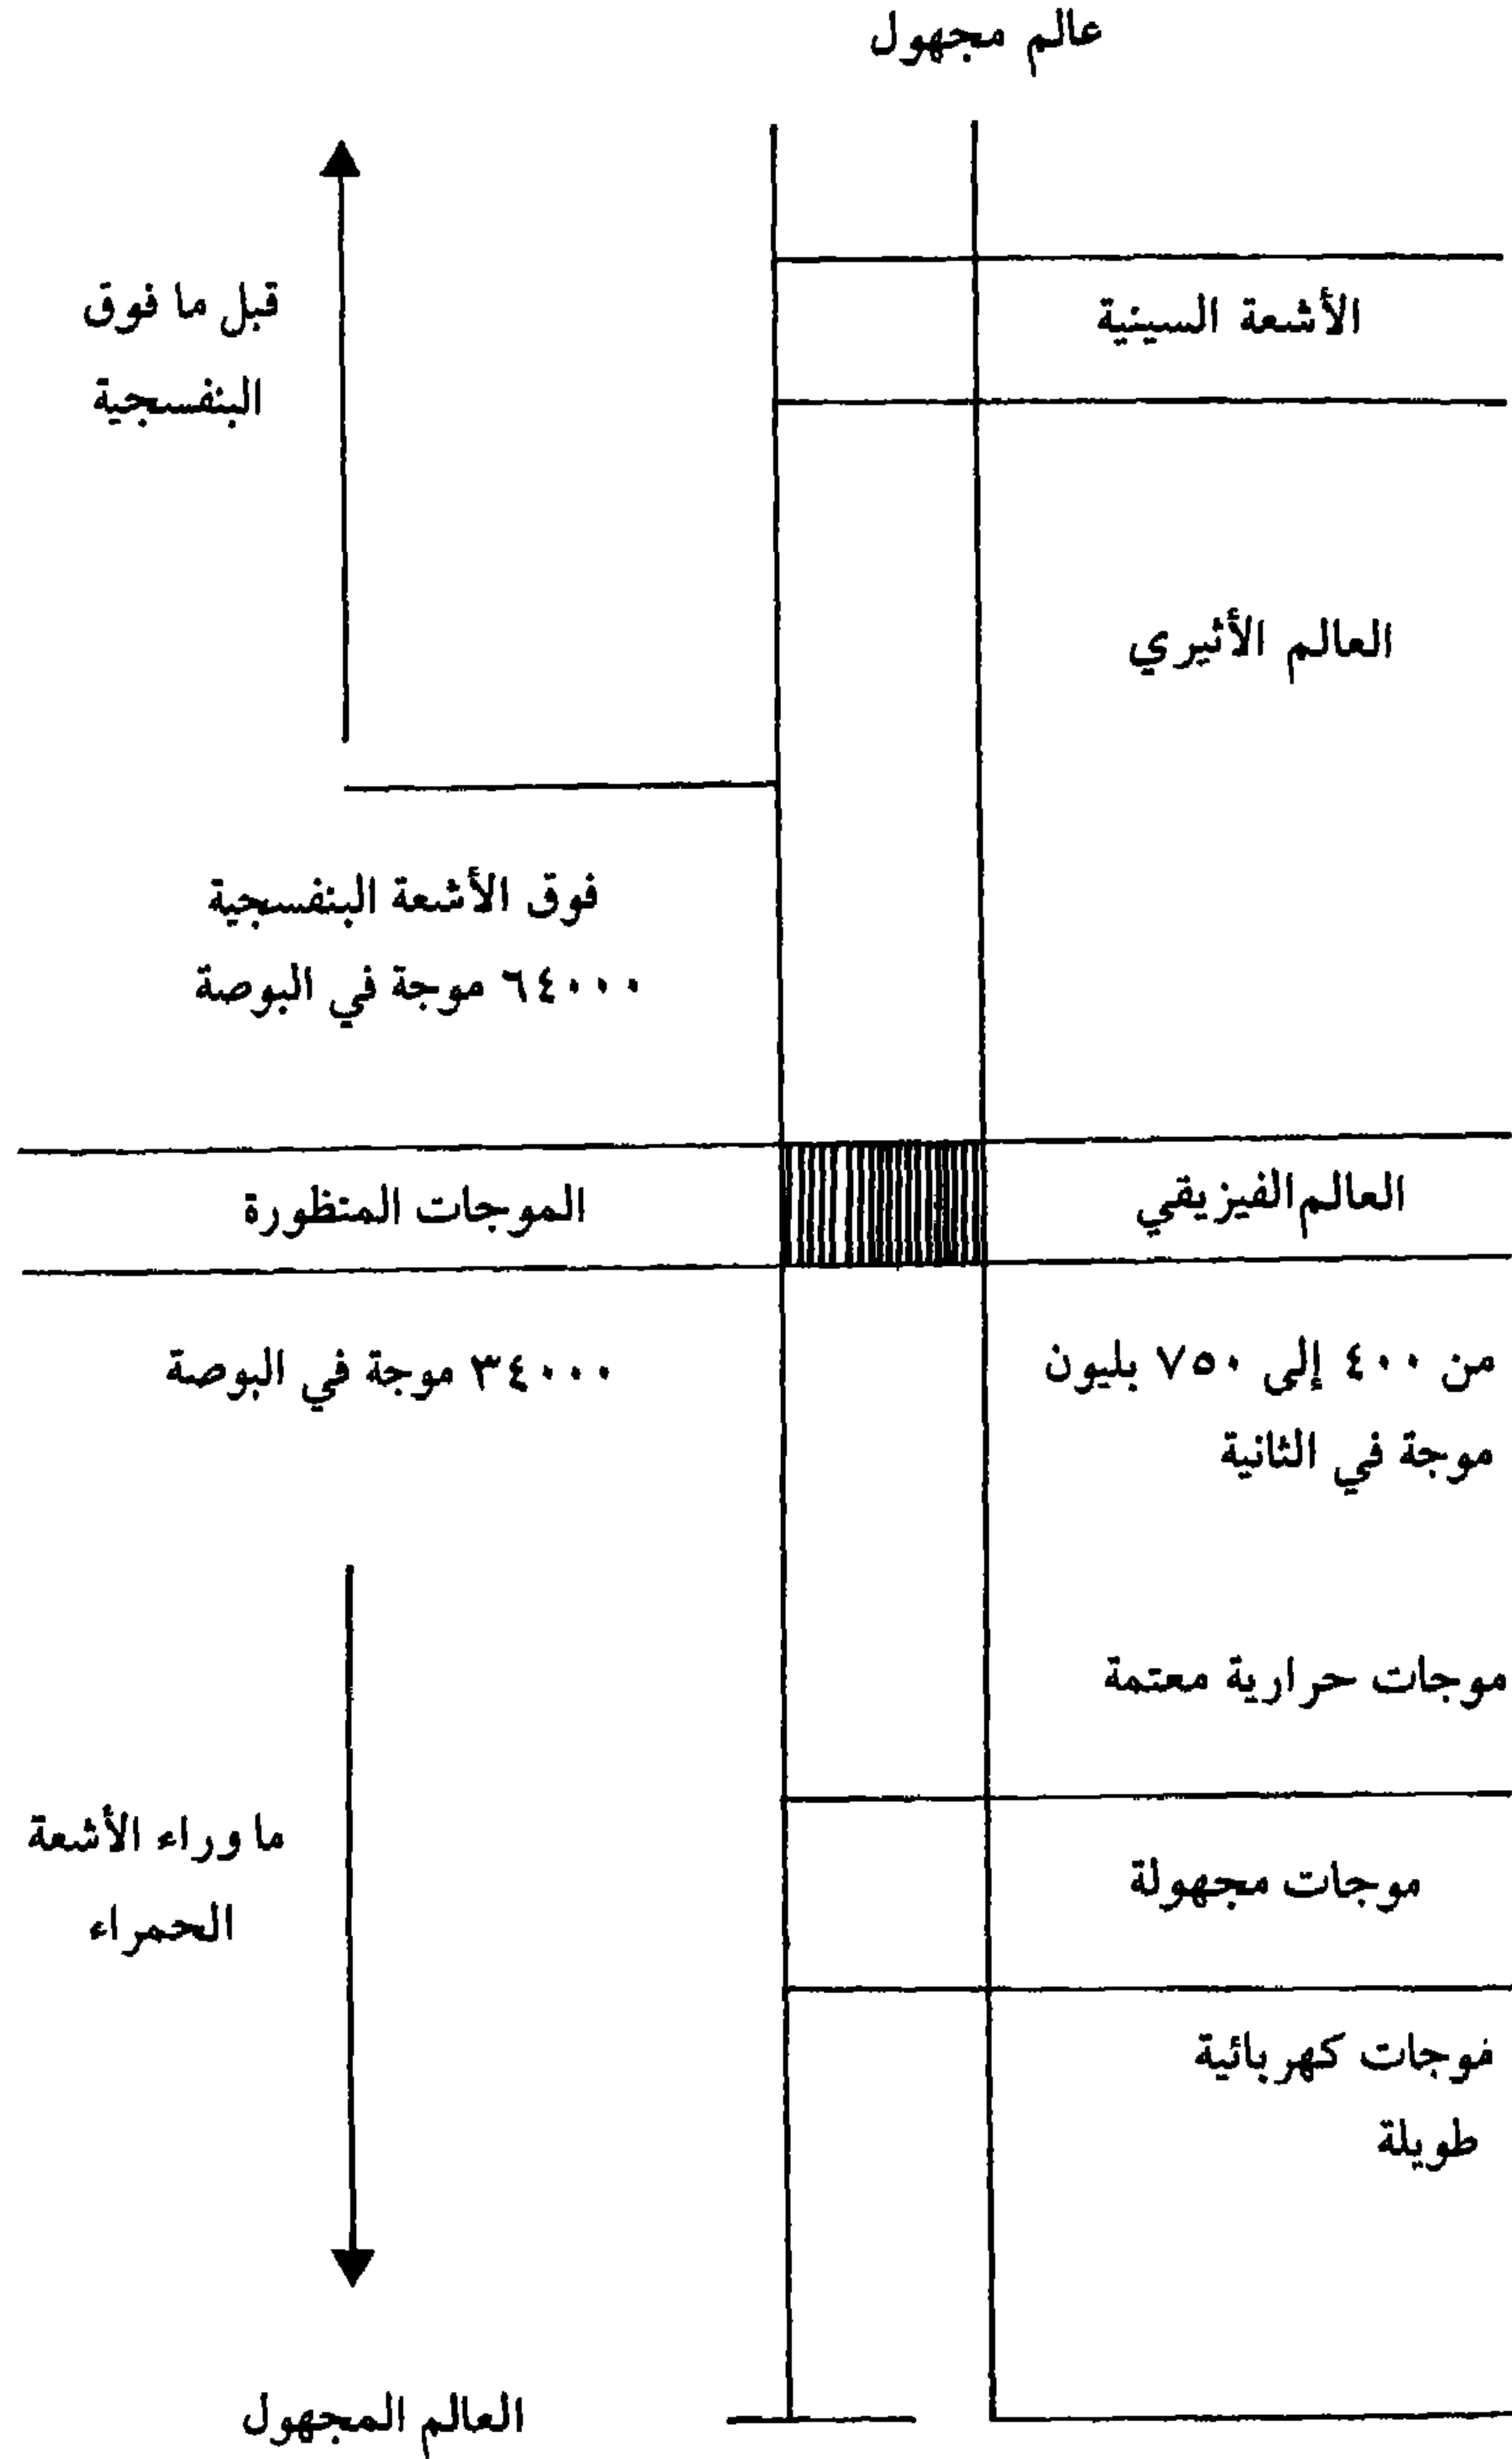 عالم مجهول
الأشعة السينية
قبل ما فوق
البنفسجية
العالم الأثيري
فوق الأشعة البنفسجية
٦٤٠٠٠ موجة في البوصة
العالم الفيزيقي
الموجات المنظورة
من ٤٠٠ إلى ٧٥٠ بليون
موجة في الثانية
٣٤٠٠٠ موجة في البوصة
موجات حرارية معتمة
ما وراء الأشعة
الحمراء
موجات مجهولة
موجات كهربائية
طويلة
العالم المجهول